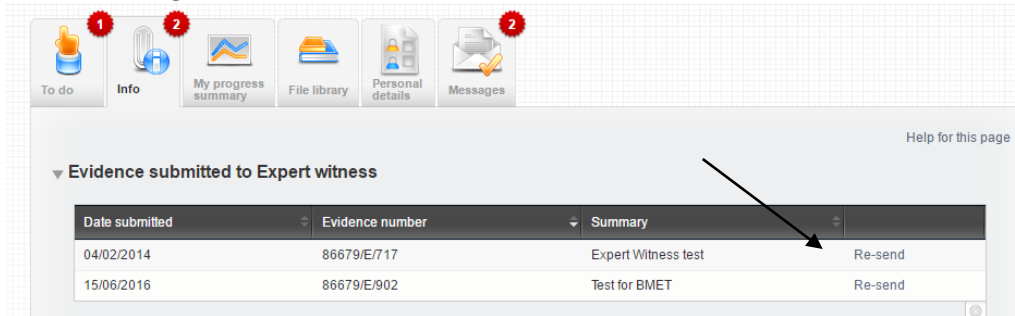 1 2 2
To do Info My progress summary File library Personal details Messages
Help for this page
Evidence submitted to Expert witness
Date submitted Evidence number Summary
04/02/2014 86679/E/717 Expert Witness test Re-send
15/06/2016 86679/E/902 Test for BMET Re-send